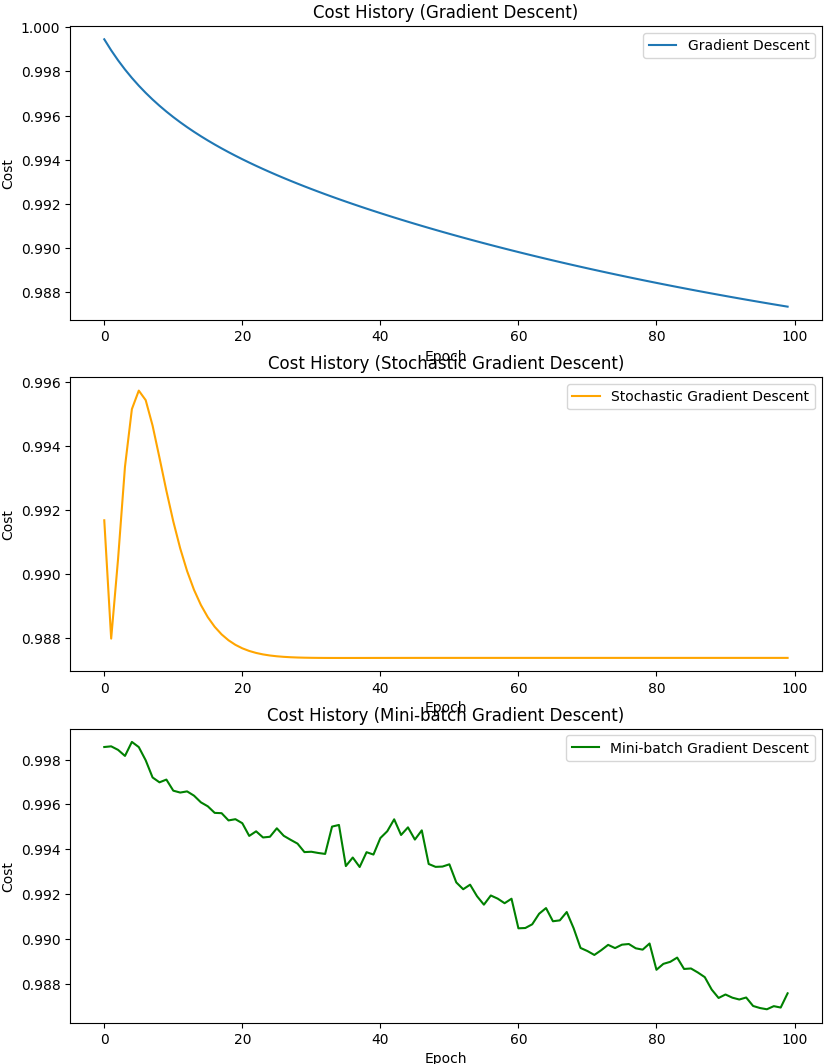 Cost History (Gradient Descent)
Cost
1.000
0.998
0.996
0.994
0.992
0.990
0.988
Gradient Descent
0 20 40 60 80 100
Epoch
Cost History (Stochastic Gradient Descent)
Cost
0.996
0.994
0.992
0.990
0.988
Stochastic Gradient Descent
0 20 40 60 80 100
Epoch
Cost History (Mini-batch Gradient Descent)
Cost
0.998
0.996
0.994
0.992
0.990
0.988
Mini-batch Gradient Descent
0 20 40 60 80 100
Epoch